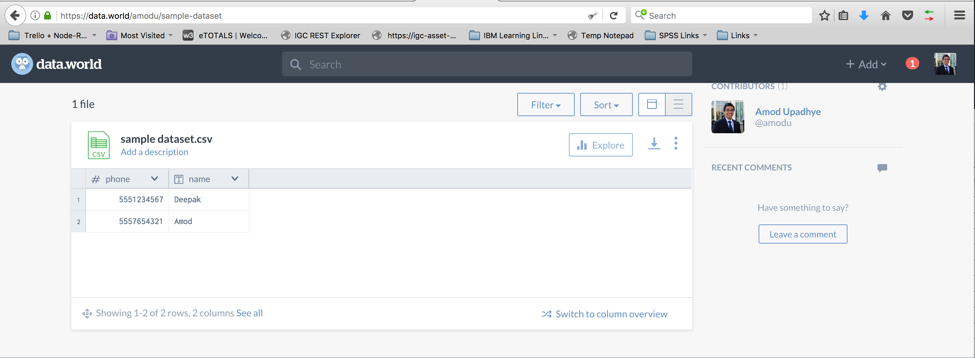 https://data.world/amodu/sample-dataset
Search
Trello + Node-R... Most Visited w3 eTOTALS | Welco... IGC REST Explorer https://igc-asset-... IBM Learning Lin... Temp Notepad SPSS Links Links
data.world
Search
+ Add
1
1 file
Filter
Sort
CONTRIBUTORS (1)
Amod Upadhye
@amodu
CSV
sample dataset.csv
Add a description
Explore
# phone T name
1 5551234567 Deepak
2 5557654321 Amod
RECENT COMMENTS
Have something to say?
Leave a comment
Showing 1-2 of 2 rows, 2 columns See all
Switch to column overview